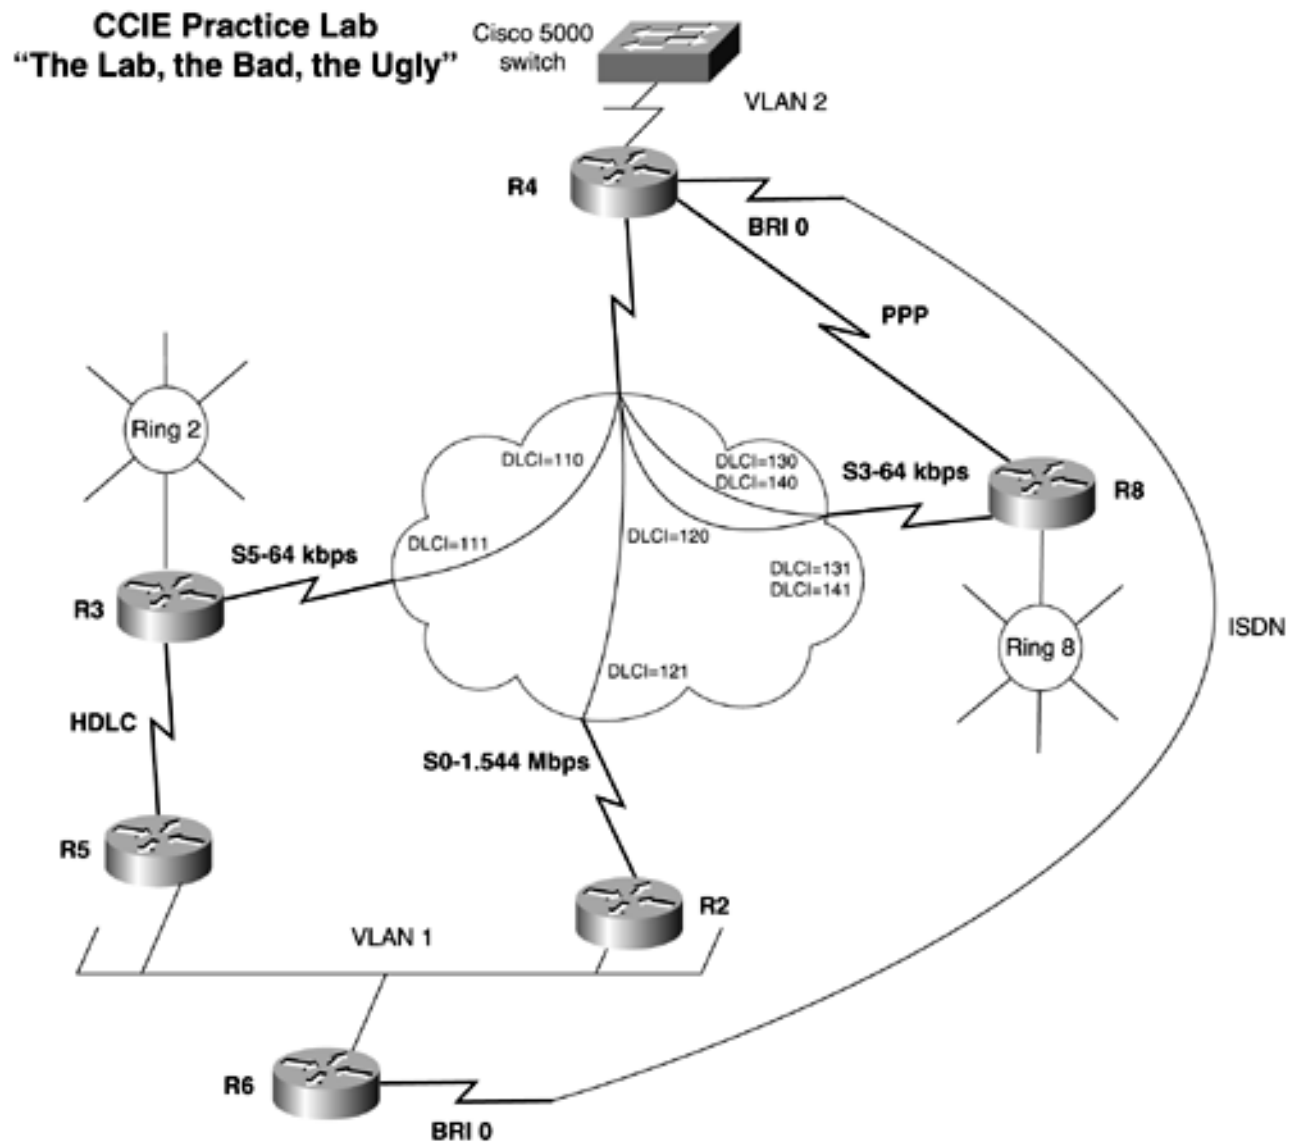 CCIE Practice Lab
“The Lab, the Bad, the Ugly”
Cisco 5000
switch
VLAN 2
R4
BRI 0
PPP
Ring 2
DLCI=110
DLCI=130
DLCI=140
S3-64 kbps
R8
DLCI=111
DLCI=120
S5-64 kbps
DLCI=131
DLCI=141
R3
ISDN
Ring 8
DLCI=121
HDLC
S0-1.544 Mbps
R5
R2
VLAN 1
R6
BRI 0